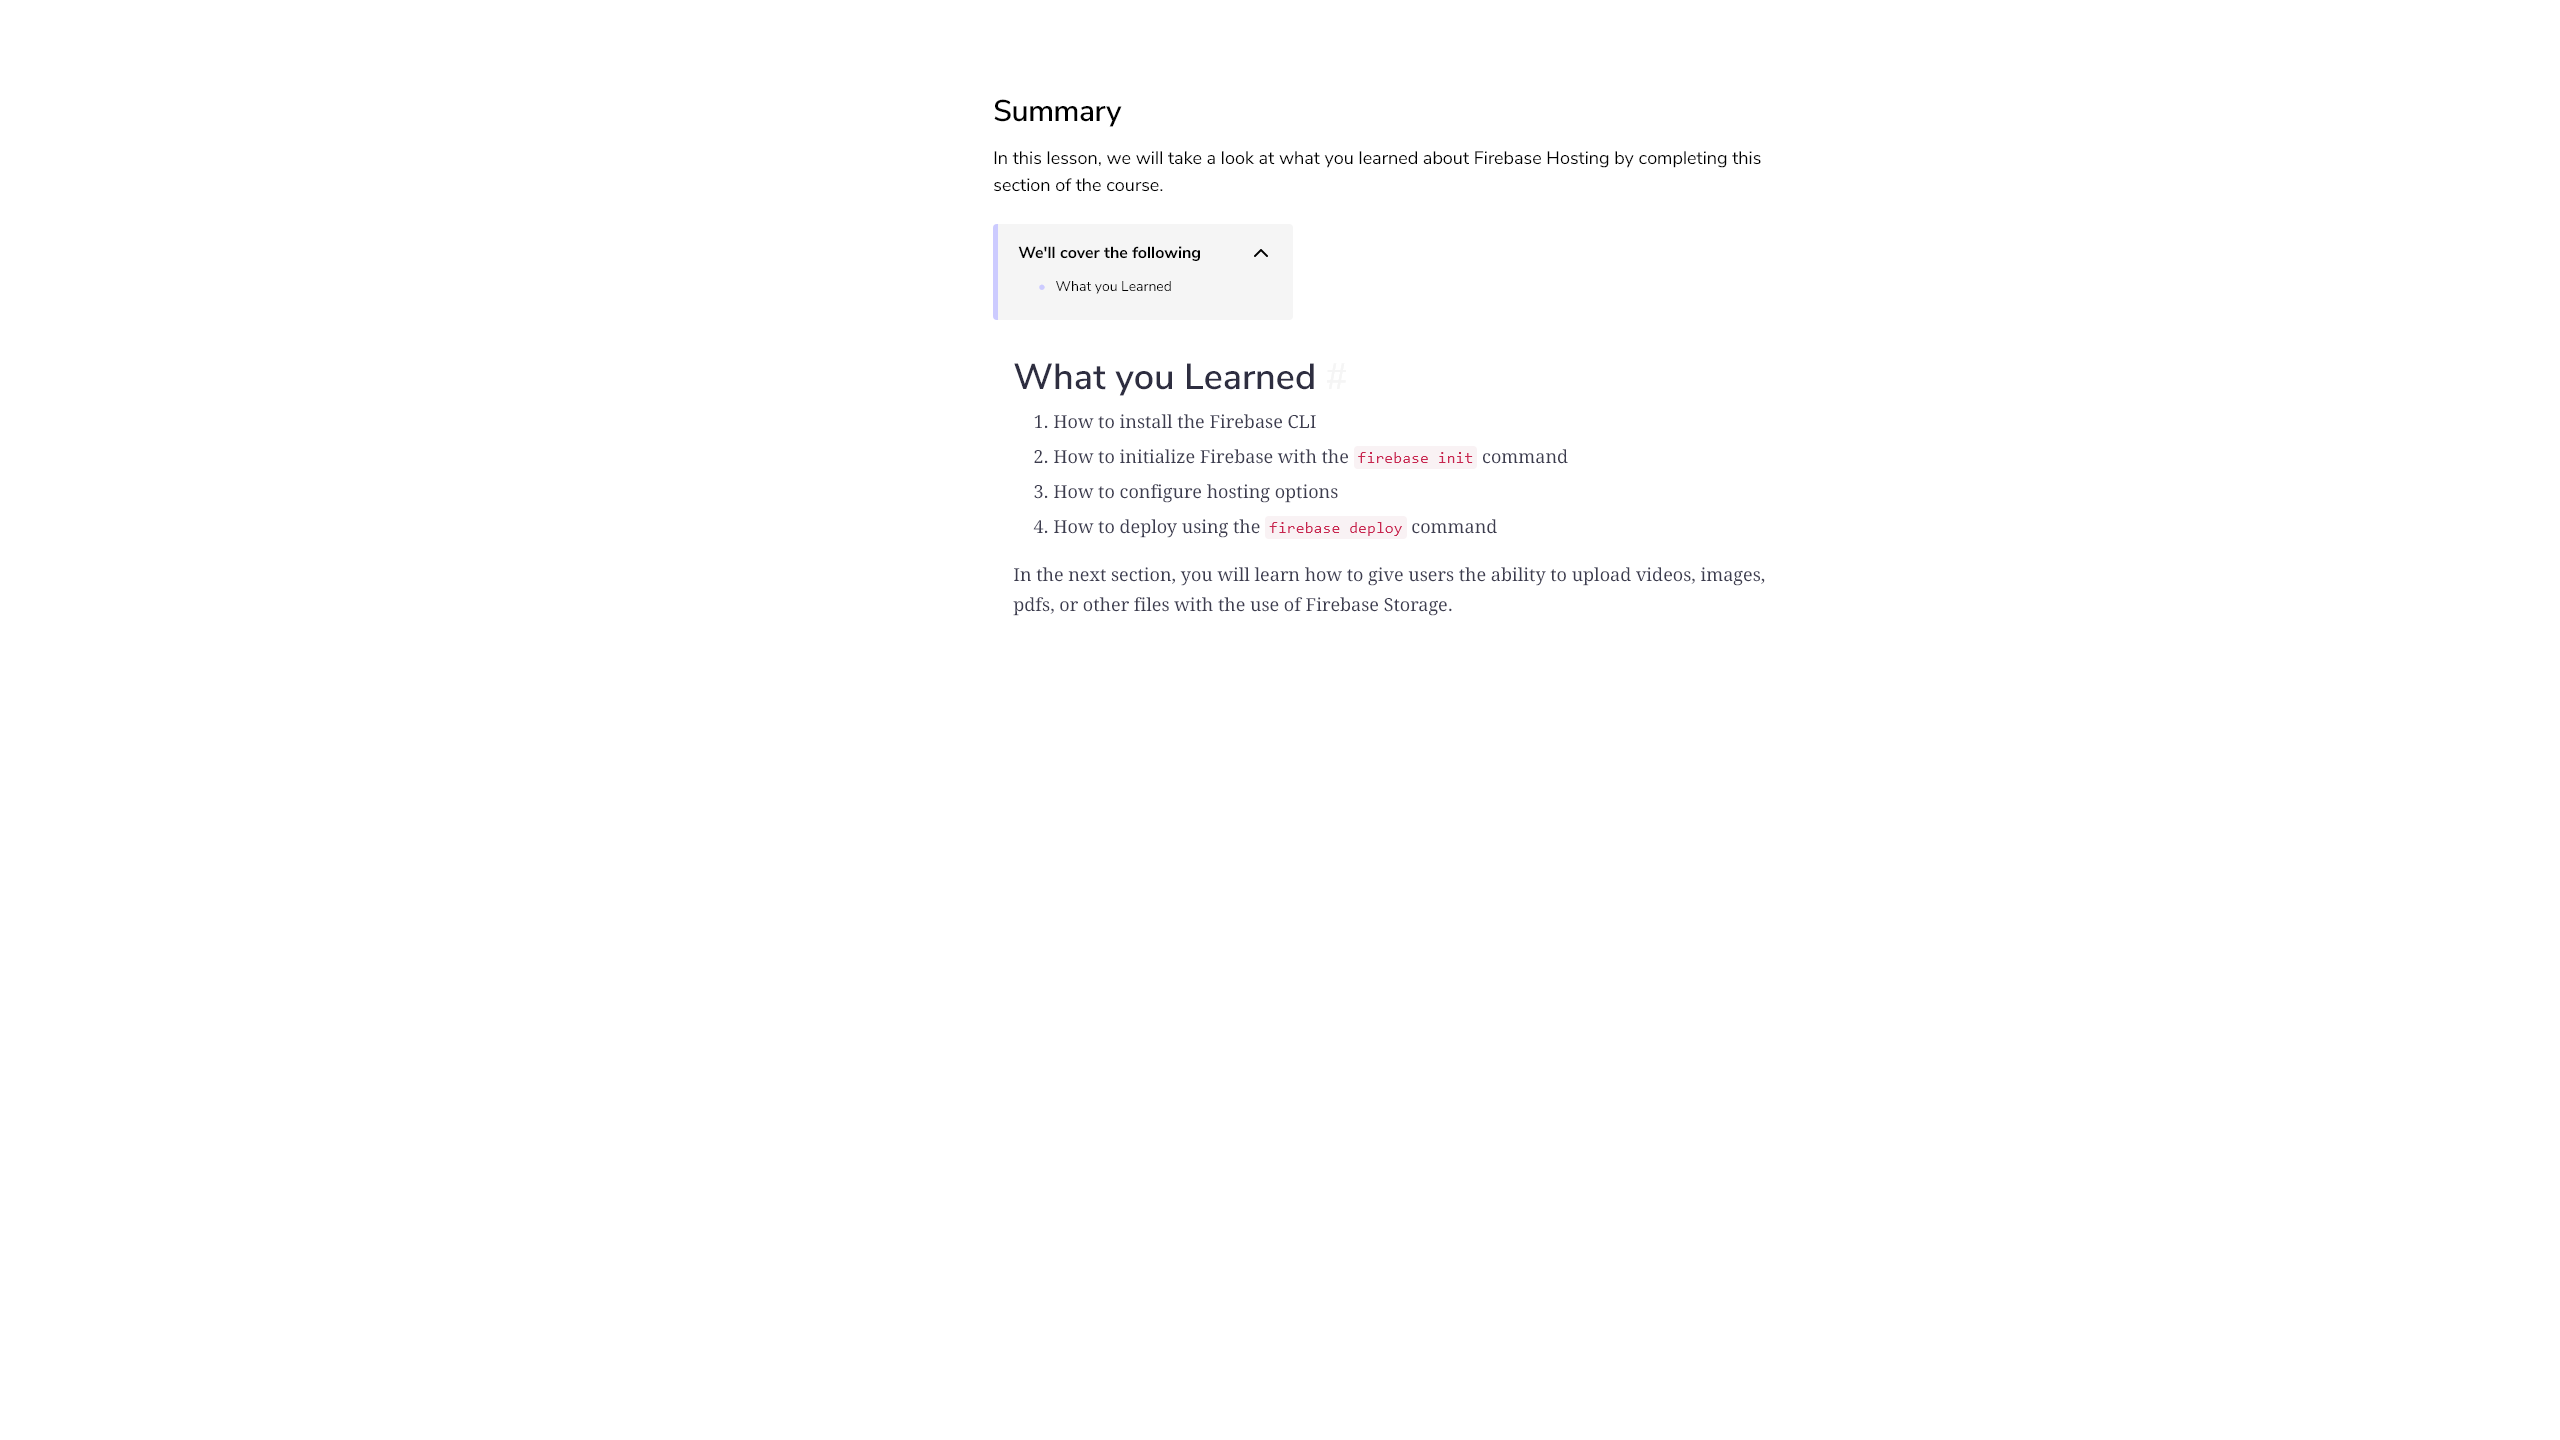 Summary
In this lesson, we will take a look at what you learned about Firebase Hosting by completing this
section of the course.
We'll cover the following
• What you Learned
What you Learned #
1. How to install the Firebase CLI
2. How to initialize Firebase with the firebase init command
3. How to configure hosting options
4. How to deploy using the firebase deploy command
In the next section, you will learn how to give users the ability to upload videos, images,
pdfs, or other files with the use of Firebase Storage.